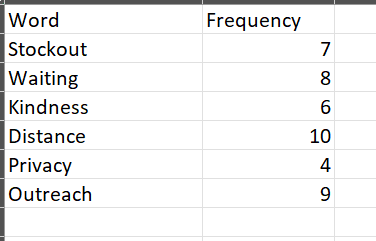 Word Frequency
Stockout 7
Waiting 8
Kindness 6
Distance 10
Privacy 4
Outreach 9